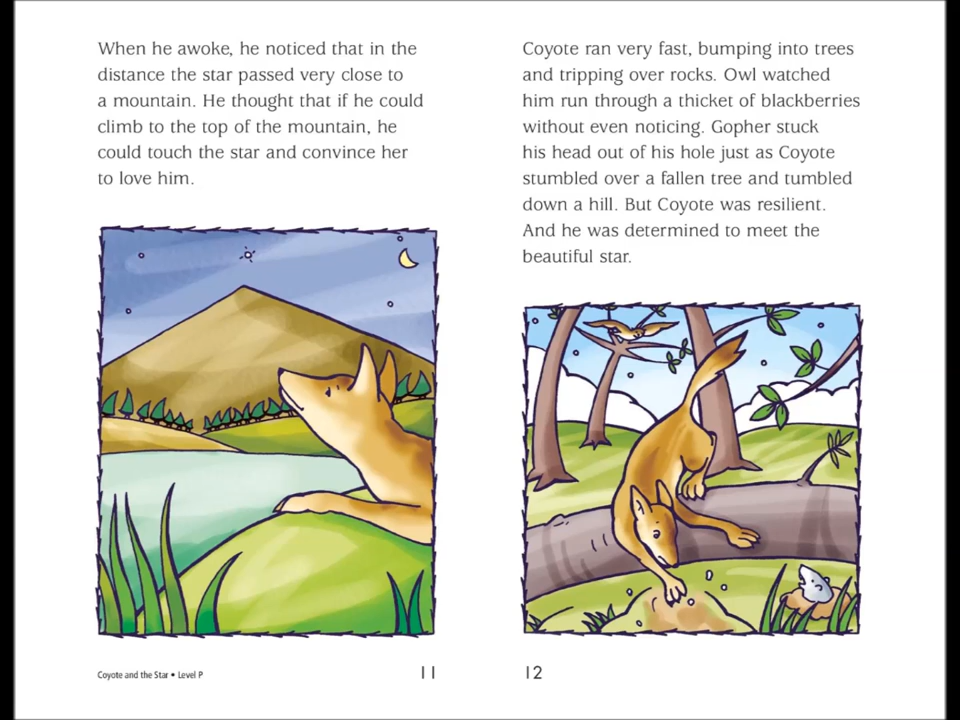 When he awoke, he noticed that in the
distance the star passed very close to
a mountain. He thought that if he could
climb to the top of the mountain, he
could touch the star and convince her
to love him.
Coyote and the Star • Level P
11
Coyote ran very fast, bumping into trees
and tripping over rocks. Owl watched
him run through a thicket of blackberries
without even noticing. Gopher stuck
his head out of his hole just as Coyote
stumbled over a fallen tree and tumbled
down a hill. But Coyote was resilient.
And he was determined to meet the
beautiful star.
12